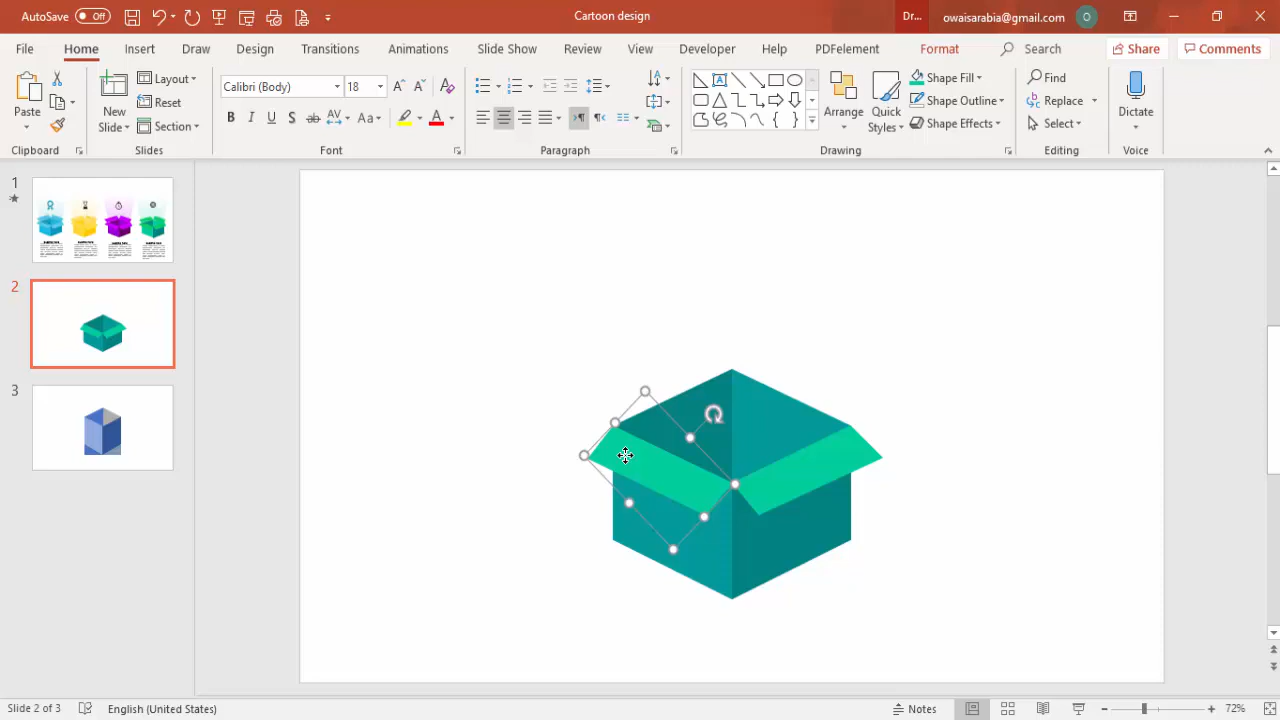 AutoSave Off
Cartoon design
Dr...
owaisarabia@gmail.com
O
File Home Insert Draw Design Transitions Animations Slide Show Review View Developer Help PDFelement Format Search Share Comments
Paste
Clipboard
New
Slide
Layout
Reset
Section
Slides
Calibri (Body)
18
B I U S ab AV Aa A
Font
Paragraph
Arrange
Quick
Styles
Shape Fill
Shape Outline
Shape Effects
Drawing
Find
Replace
Select
Editing
Dictate
Voice
1
2
3
Slide 2 of 3
English (United States)
Notes
72%